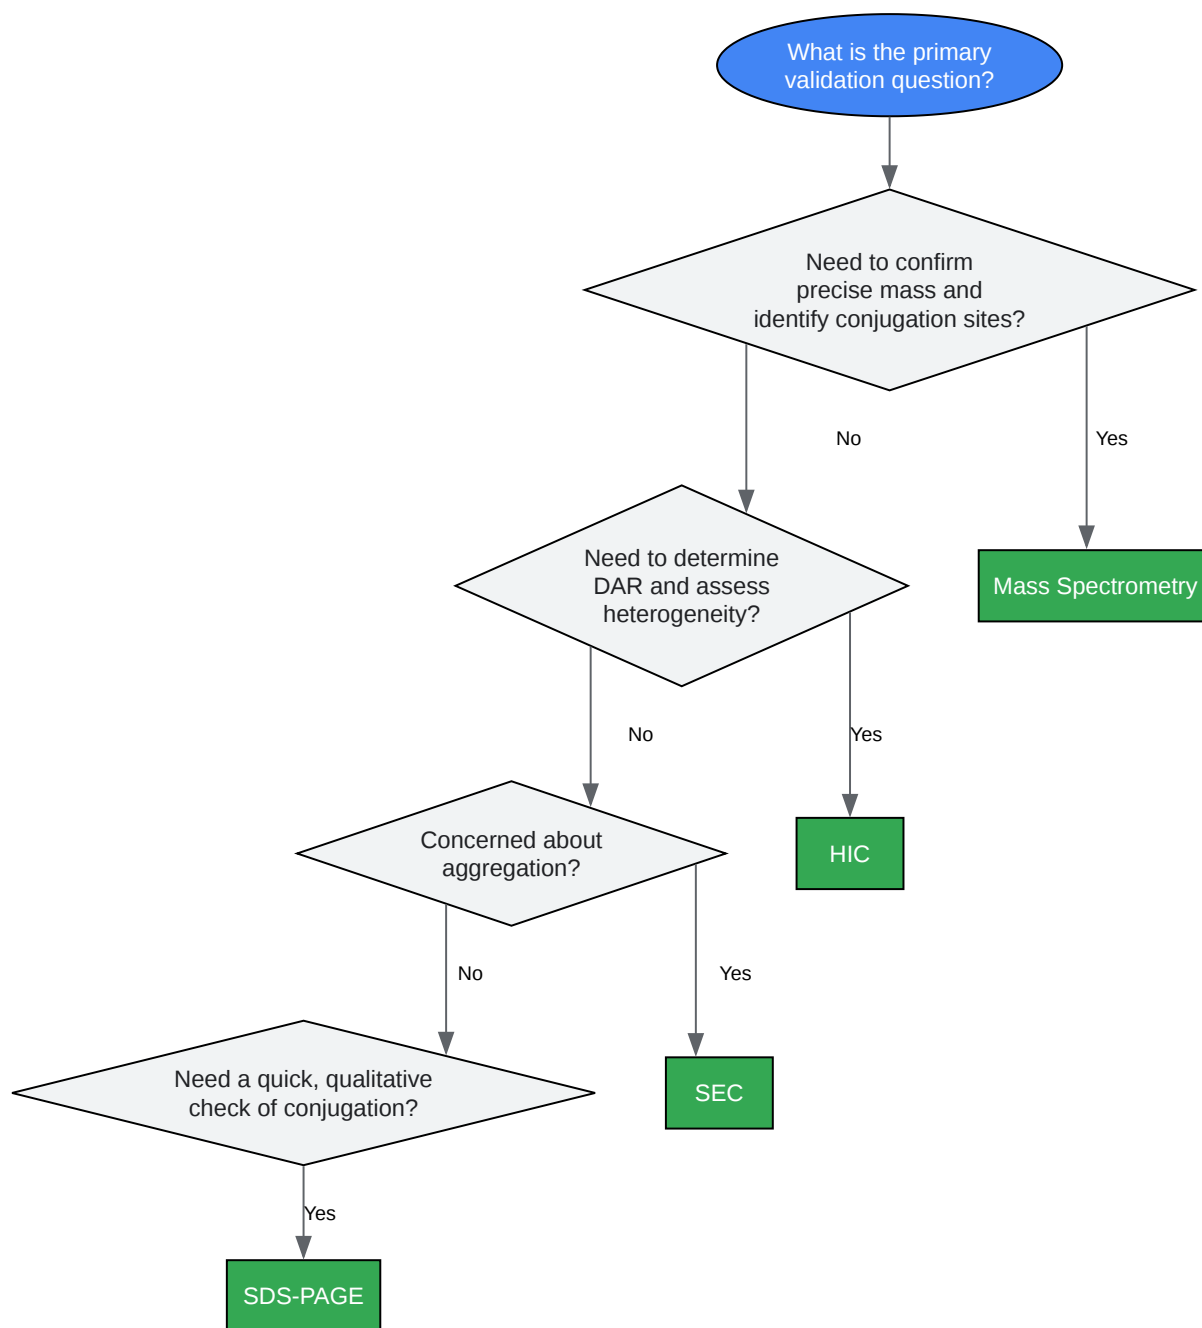 What is the primary
validation question?
Need to confirm
precise mass and
identify conjugation sites?
No
Yes
Need to determine
DAR and assess
heterogeneity?
Mass Spectrometry
No
Yes
Concerned about
aggregation?
HIC
No
Yes
Need a quick, qualitative
check of conjugation?
SEC
Yes
SDS-PAGE